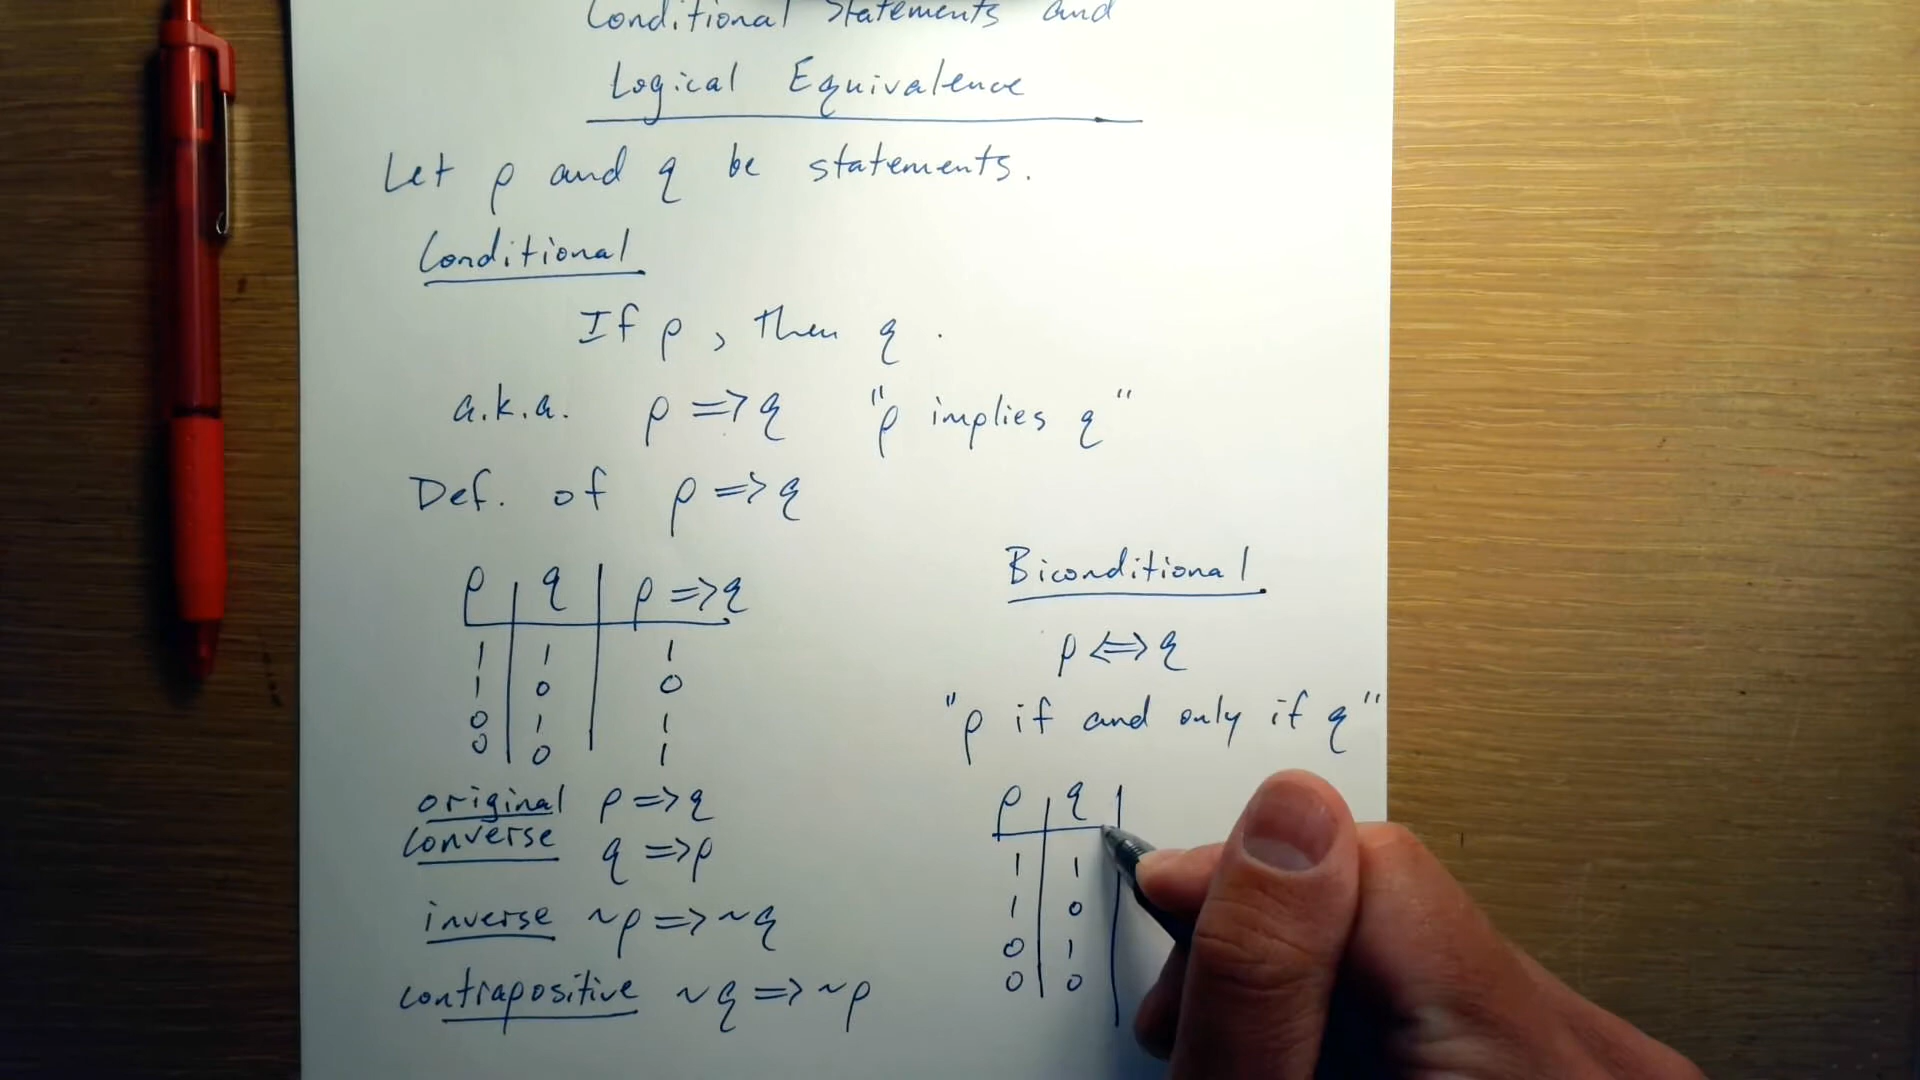 Conditional Statements and
Logical Equivalence
Let p and q be statements.
Conditional
If p, then q.
a.k.a. p => q "p implies q"
Def. of p => q
p q p => q
1 1 1
1 0 0
0 1 1
0 0 1
original p => q
converse q => p
inverse ~p => ~q
contrapositive ~q => ~p
Biconditional
p <=> q
"p if and only if q"
p q
1 1
1 0
0 1
0 0